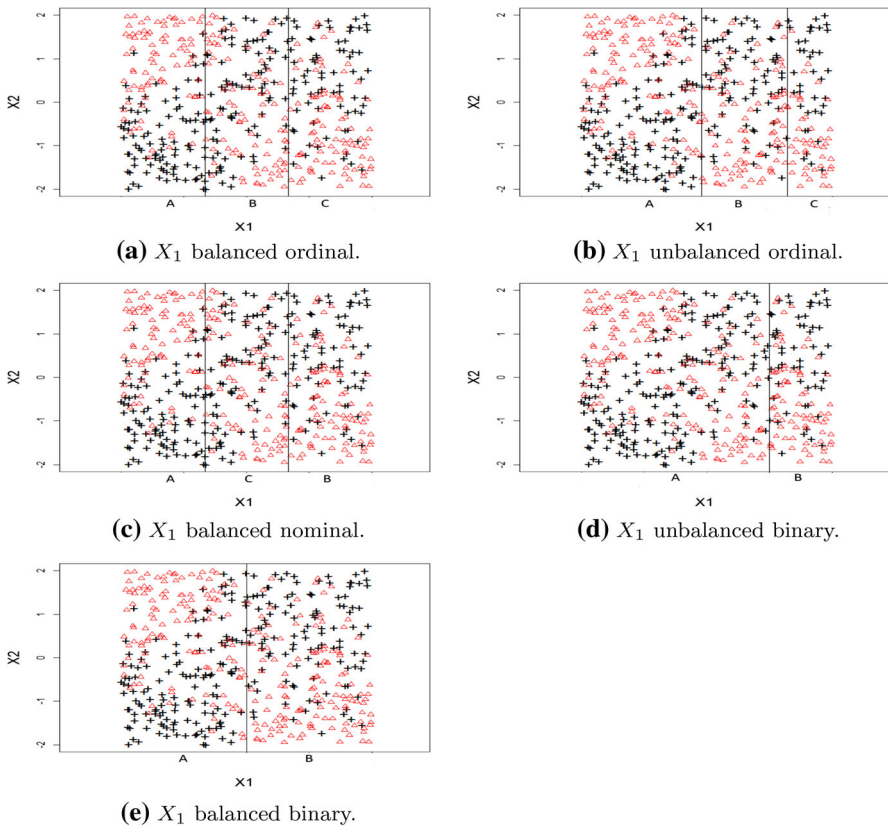 X2
2
1
0
-1
-2
A B C
X1
(a) X₁ balanced ordinal.
X2
2
1
0
-1
-2
A B C
X1
(b) X₁ unbalanced ordinal.
X2
2
1
0
-1
-2
A C B
X1
(c) X₁ balanced nominal.
X2
2
1
0
-1
-2
A B
X1
(d) X₁ unbalanced binary.
X2
2
1
0
-1
-2
A B
X1
(e) X₁ balanced binary.